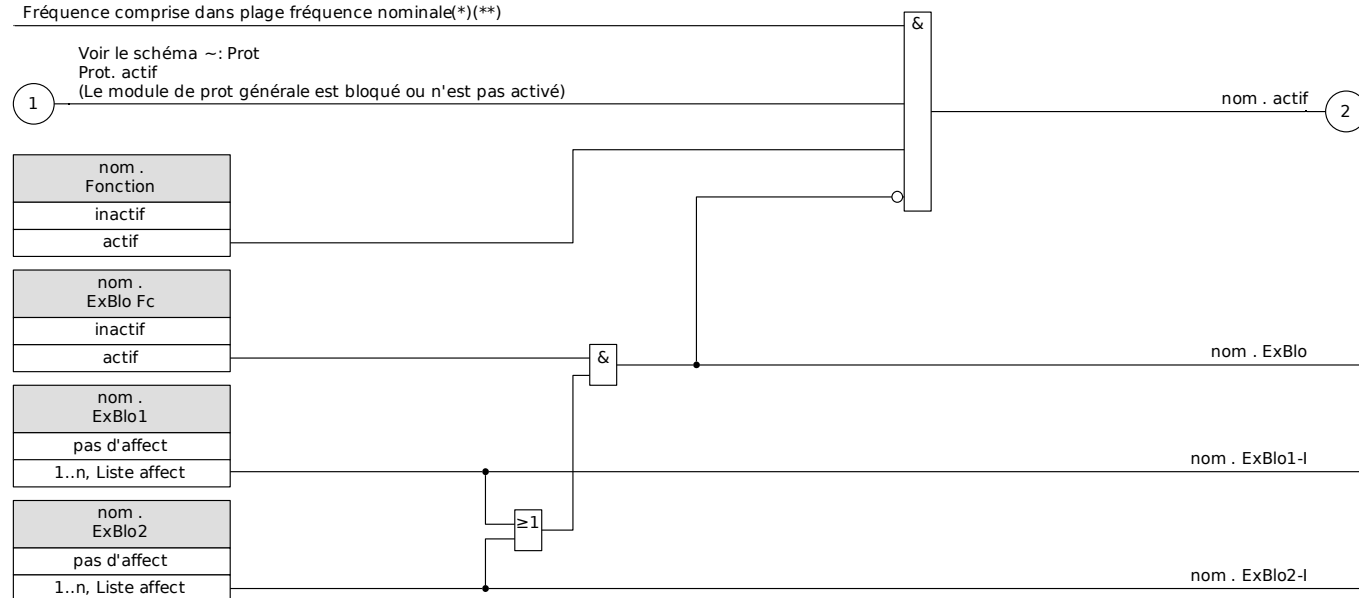 Fréquence comprise dans plage fréquence nominale(*)(**)
&
Voir le schéma ~: Prot
Prot. actif
(Le module de prot générale est bloqué ou n'est pas activé)
1
nom . actif
2
nom .
Fonction
inactif
actif
nom .
ExBlo Fc
inactif
actif
&
nom . ExBlo
nom .
ExBlo1
pas d'affect
1..n, Liste affect
nom . ExBlo1-I
nom .
ExBlo2
≥1
pas d'affect
1..n, Liste affect
nom . ExBlo2-I